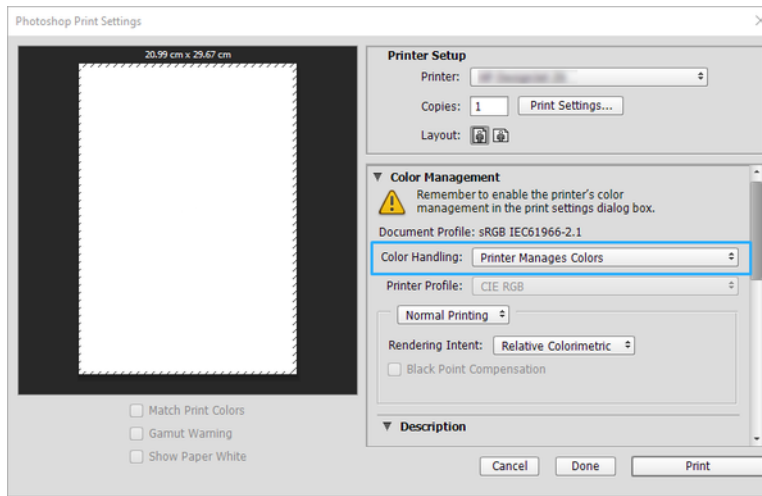 Photoshop Print Settings
20.99 cm x 29.67 cm
Printer Setup
Printer:
Copies: 1 Print Settings...
Layout:
Color Management
Remember to enable the printer's color
management in the print settings dialog box.
Document Profile: sRGB IEC61966-2.1
Color Handling: Printer Manages Colors
Printer Profile: CIE RGB
Normal Printing
Rendering Intent: Relative Colorimetric
Black Point Compensation
Match Print Colors
Gamut Warning
Show Paper White
Description
Cancel Done Print